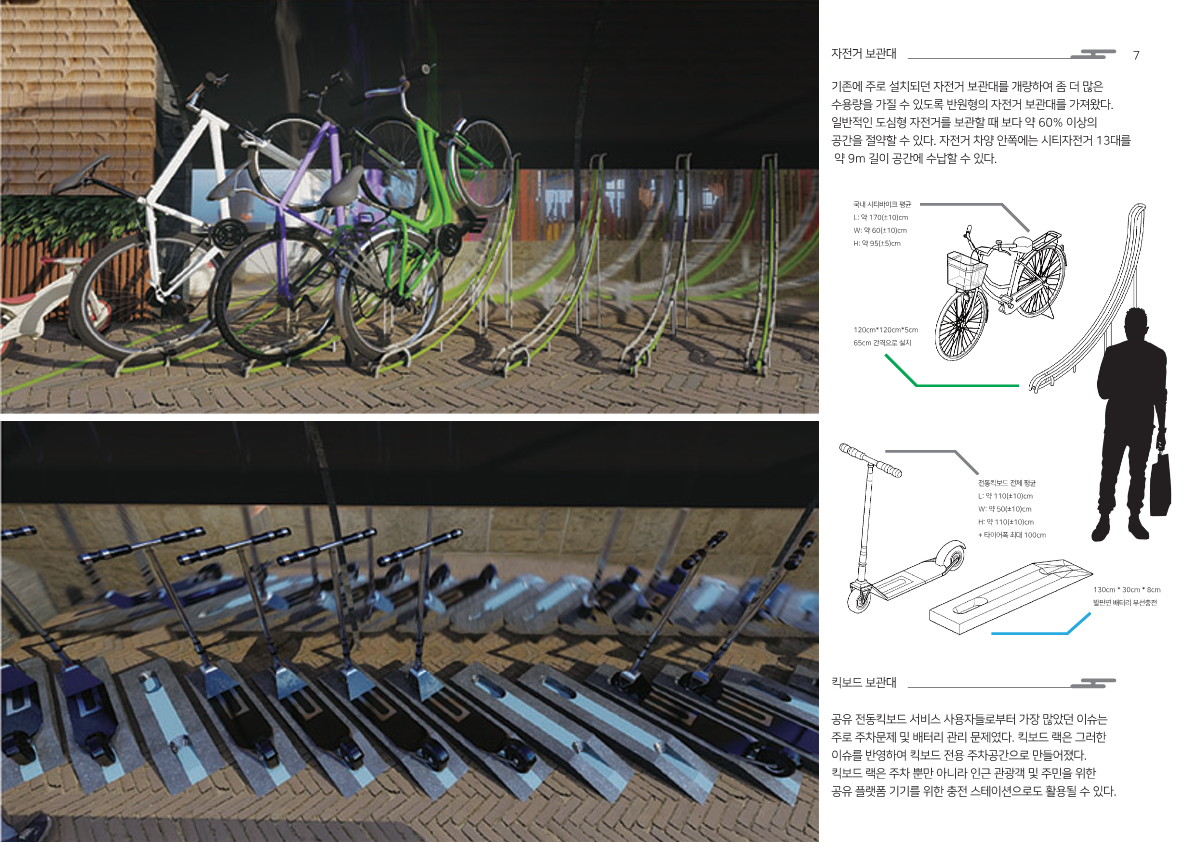 자전거 보관대
7
기존에 주로 설치되던 자전거 보관대를 개량하여 좀 더 많은
수용량을 가질 수 있도록 반원형의 자전거 보관대를 가져왔다.
일반적인 도심형 자전거를 보관할 때 보다 약 60% 이상의
공간을 절약할 수 있다. 자전거 차양 안쪽에는 시티자전거 13대를
약 9m 길이 공간에 수납할 수 있다.
국내 시티바이크 평균
L: 약 170(±10)cm
W: 약 60(±10)cm
H: 약 95(±5)cm
120cm*120cm*5cm
65cm 간격으로 설치
전동킥보드 전체 평균
L: 약 110(±10)cm
W: 약 50(±10)cm
H: 약 110(±10)cm
+ 타이어폭 최대 100cm
130cm * 30cm * 8cm
발판면 배터리 무선충전
킥보드 보관대
공유 전동킥보드 서비스 사용자들로부터 가장 많았던 이슈는
주로 주차문제 및 배터리 관리 문제였다. 킥보드 랙은 그러한
이슈를 반영하여 킥보드 전용 주차공간으로 만들어졌다.
킥보드 랙은 주차 뿐만 아니라 인근 관광객 및 주민을 위한
공유 플랫폼 기기를 위한 충전 스테이션으로도 활용될 수 있다.